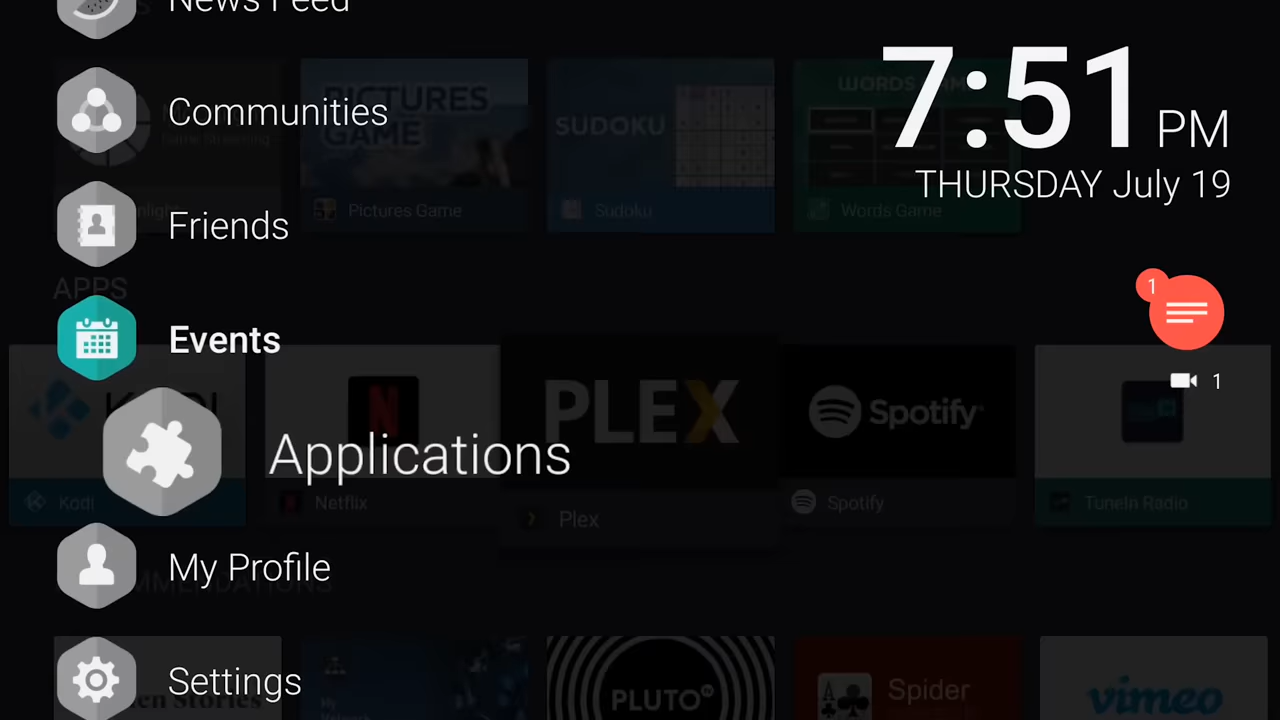 News Feed
Communities
Friends
Events
Applications
My Profile
Settings
7:51 PM
THURSDAY July 19
1
1
PICTURES
GAME
Pictures Game
SUDOKU
Sudoku
WORDS GAME
Words Game
APPS
KODI
Kodi
N
Netflix
PLEX
Plex
Spotify
Spotify
TuneIn Radio
PLUTO tv
Spider
vimeo